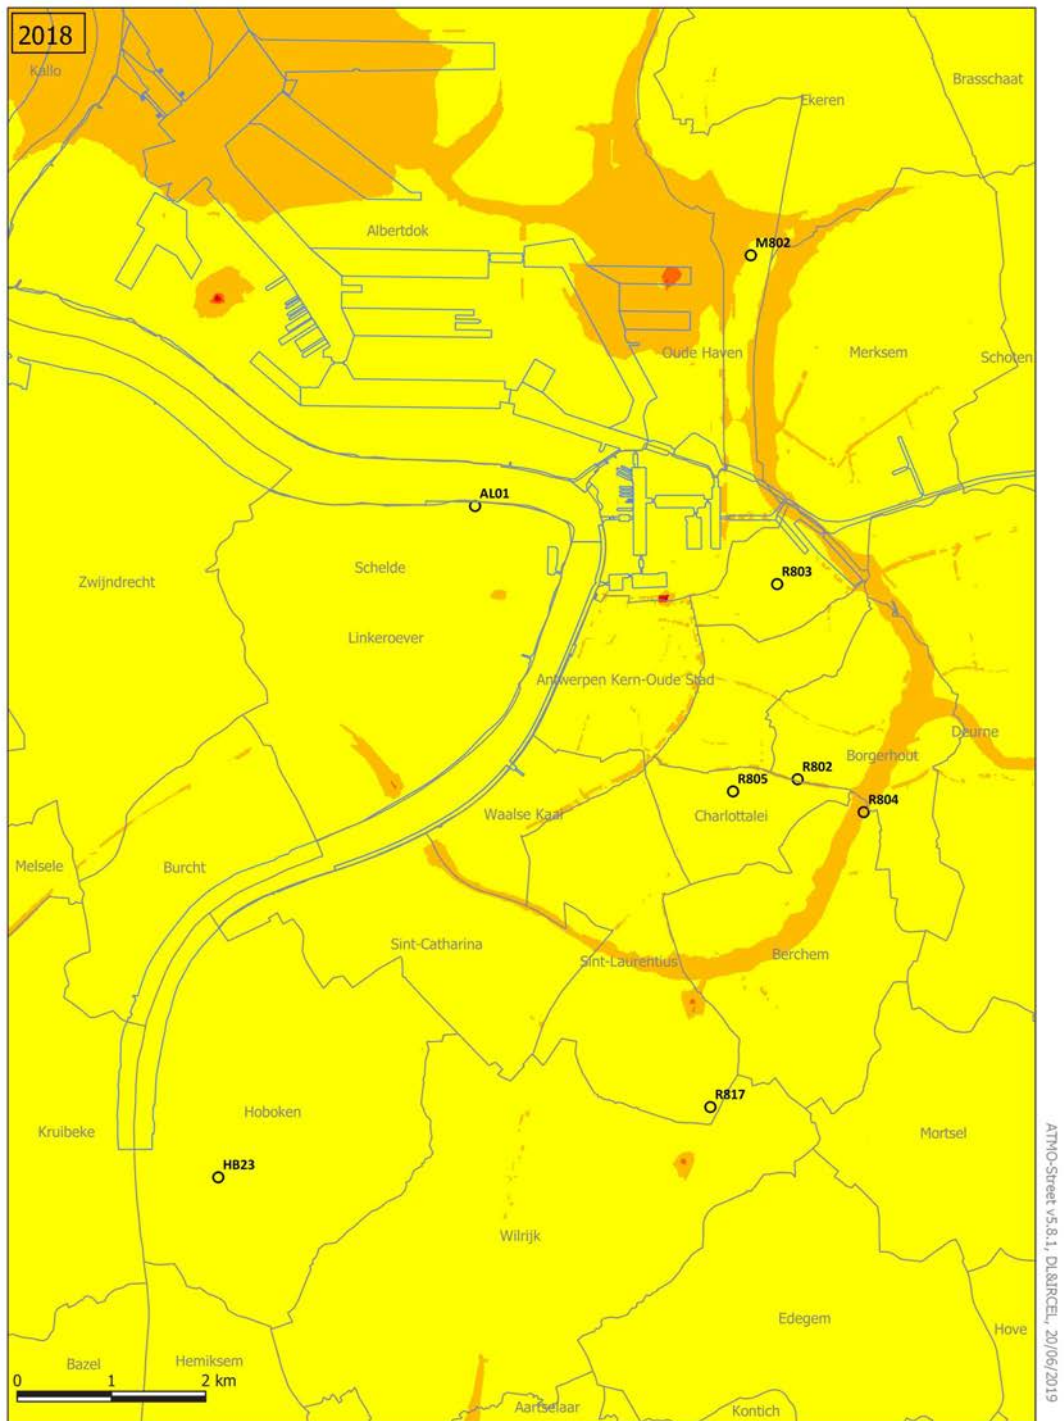 2018
Kallo
Brasschaat
Ekeren
Albertdok
M802
Oude Haven
Merksem
Schoten
AL01
Zwijndrecht
Schelde
R803
Linkeroever
Antwerpen Kern-Oude Stad
Deurne
Borgerhout
R802
R805
R804
Waalse Kaai
Charlottalei
Melsele
Burcht
Sint-Catharina
Berchem
Sint-Laurentius
R817
Hoboken
Kruibeke
Mortsel
HB23
Wilrijk
Edegem
Hove
Bazel
Hemiksem
0 1 2 km
Aartselaar
Kontich
ATMO-Street v5.8.1, DL&IRCEL, 20/06/2019